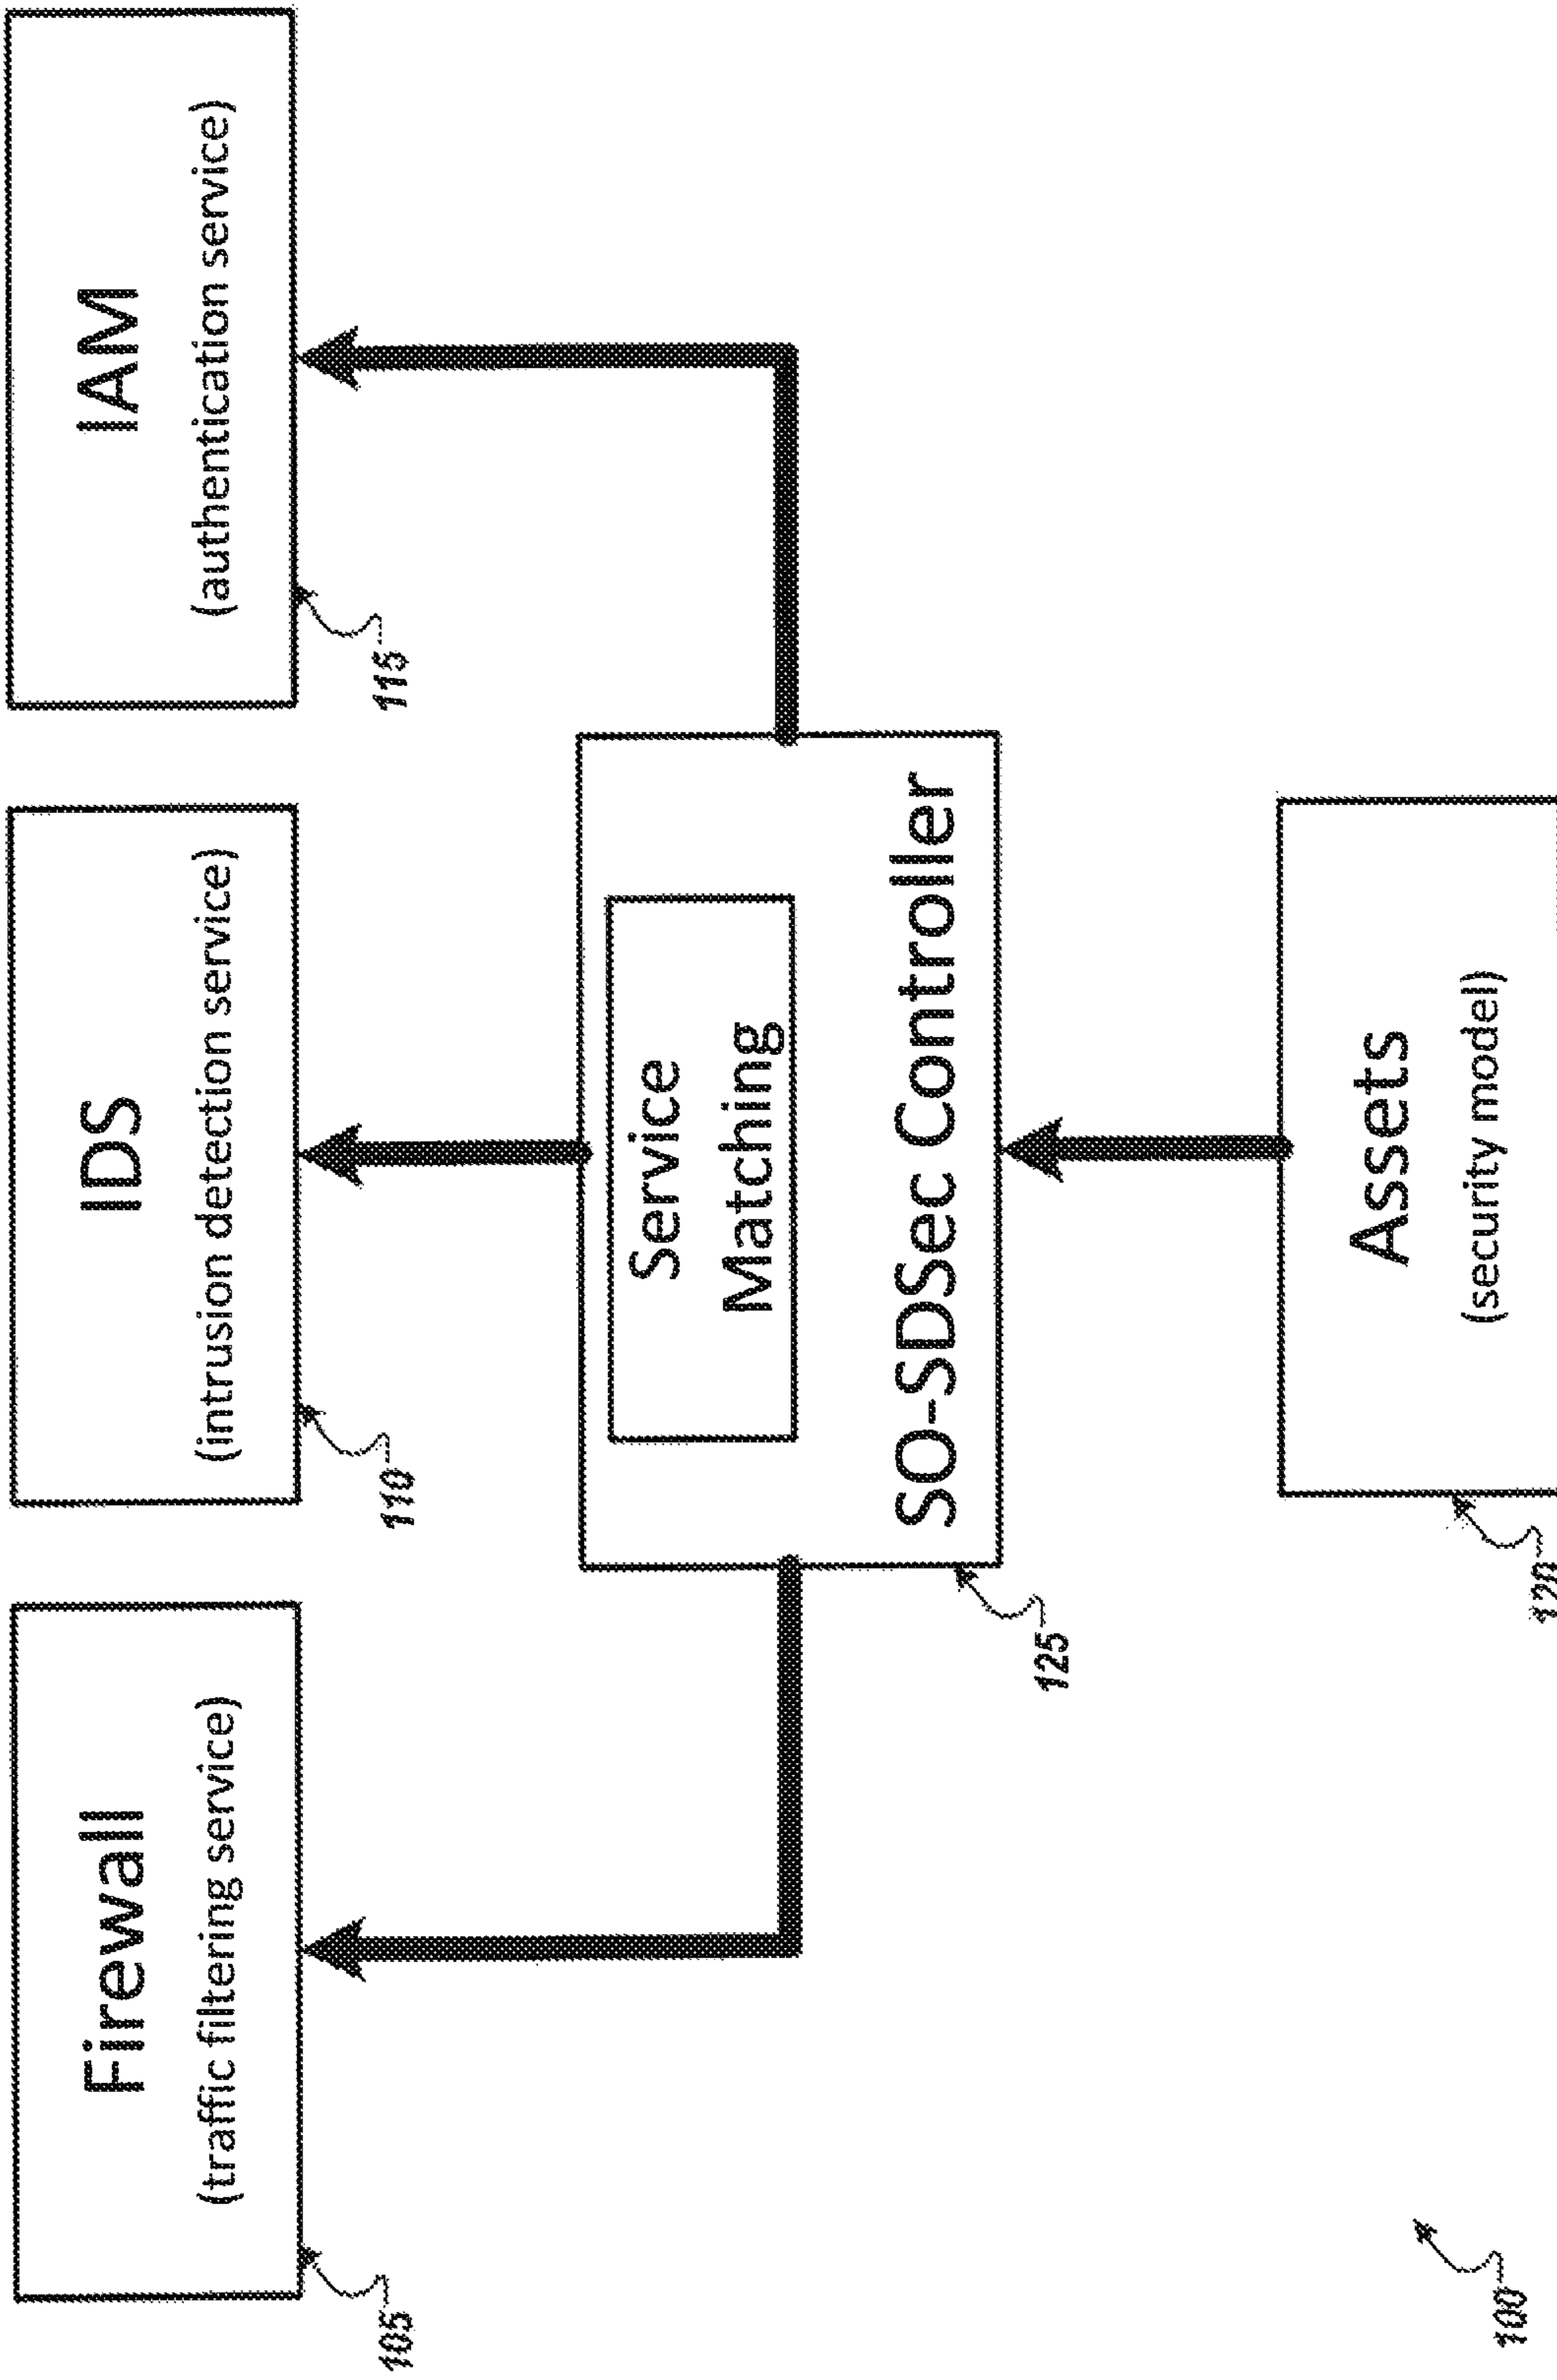 Firewall
(traffic filtering service)
105
IDS
(intrusion detection service)
110
IAM
(authentication service)
115
Service
Matching
SO-SDSec Controller
125
Assets
(security model)
120
100